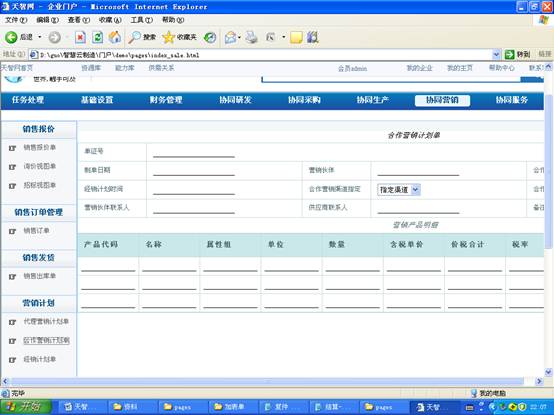 天智网 - 企业门户 - Microsoft Internet Explorer
文件(F) 编辑(E) 查看(V) 收藏(A) 工具(T) 帮助(H)
后退 搜索 收藏夹
地址(D) D:\guo\智慧云制造\门户\demo\pages\index_sale.html 转到 链接
天智网首页 资源库 能力库 供需关系 会员admin 我的企业 我的主页 帮助中心
世界,触手可及
任务处理 基础设置 财务管理 协同研发 协同采购 协同生产 协同营销 协同服务
销售报价
销售报价单
询价视图单
招标视图单
销售订单管理
销售订单
销售发货
销售出库单
营销计划
代理营销计划单
合作营销计划单
经销计划单
合作营销计划单
单证号
制单日期 营销伙伴 合作
经销计划时间 合作营销渠道指定 指定渠道 合作
营销伙伴联系人 供应商联系人 备注
营销产品明细
产品代码 名称 属性组 单位 数量 含税单价 价税合计 税率
完毕 我的电脑
开始 天智... 资料 pages 加表单 复件 ... 结算-... pages 天智... 22:07